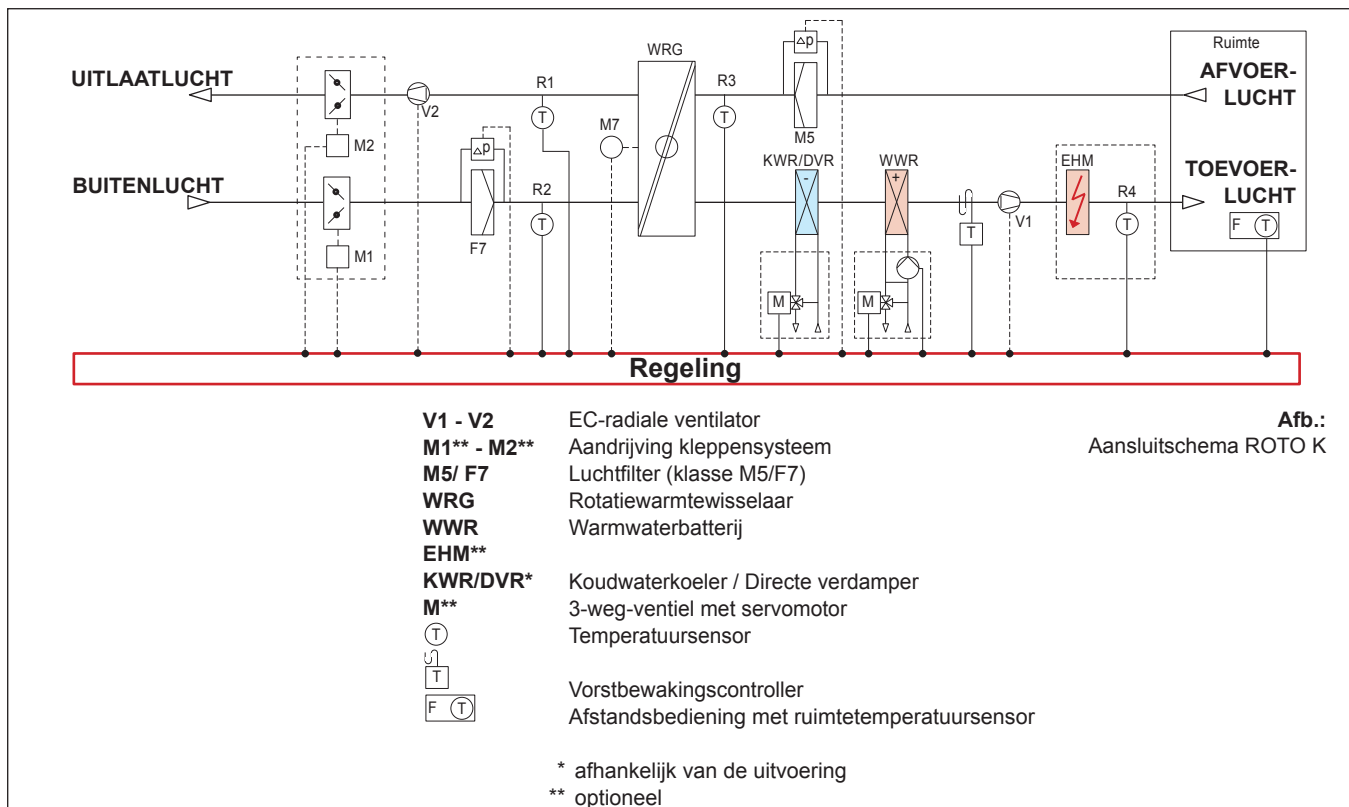 WRG
Δp
Ruimte
UITLAATLUCHT
R1
R3
AFVOER-
LUCHT
V2
M7
M5
M2
Δp
T
T
KWR/DVR
WWR
EHM
TOEVOER-
LUCHT
BUITENLUCHT
R2
- 
+
R4
F7
T
T
V1
T
F T
M1
M
M
Regeling
V1 - V2 EC-radiale ventilator
Afb.:
M1** - M2** Aandrijving kleppensysteem
Aansluitschema ROTO K
M5/ F7 Luchtfilter (klasse M5/F7)
WRG Rotatiewarmtewisselaar
WWR Warmwaterbatterij
EHM**
KWR/DVR* Koudwaterkoeler / Directe verdamper
M** 3-weg-ventiel met servomotor
T Temperatuursensor
T Vorstbewakingscontroller
F T Afstandsbediening met ruimtetemperatuursensor
* afhankelijk van de uitvoering
** optioneel